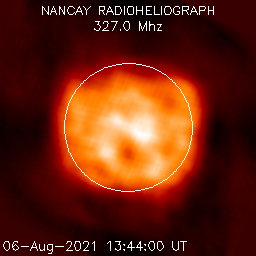 NANCAY RADIOHELIOGRAPH
327.0 Mhz
06-Aug-2021 13:44:00 UT